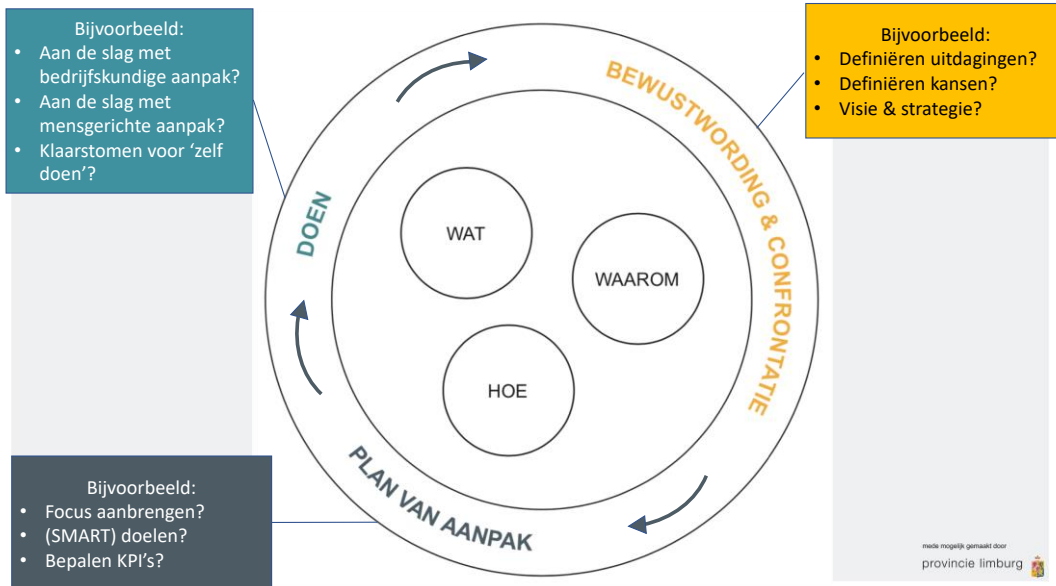 Bijvoorbeeld:
• Aan de slag met
bedrijfskundige aanpak?
• Aan de slag met
mensgerichte aanpak?
• Klaarstomen voor ‘zelf
doen’?
Bijvoorbeeld:
• Definiëren uitdagingen?
• Definiëren kansen?
• Visie & strategie?
BEWUSTWORDING & CONFRONTATIE
DOEN
WAT
WAAROM
HOE
PLAN VAN AANPAK
Bijvoorbeeld:
• Focus aanbrengen?
• (SMART) doelen?
• Bepalen KPI’s?
mede mogelijk gemaakt door
provincie limburg